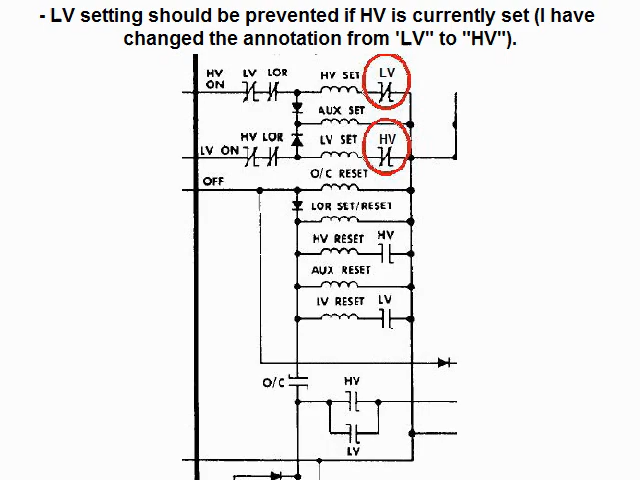 - LV setting should be prevented if HV is currently set (I have
changed the annotation from 'LV" to "HV").
HV ON LV LOR HV SET LV
AUX SET
LV ON HV LOR LV SET HV
O/C RESET
OFF
LOR SET/RESET
HV RESET HV
AUX RESET
LV RESET LV
O/C HV
LV